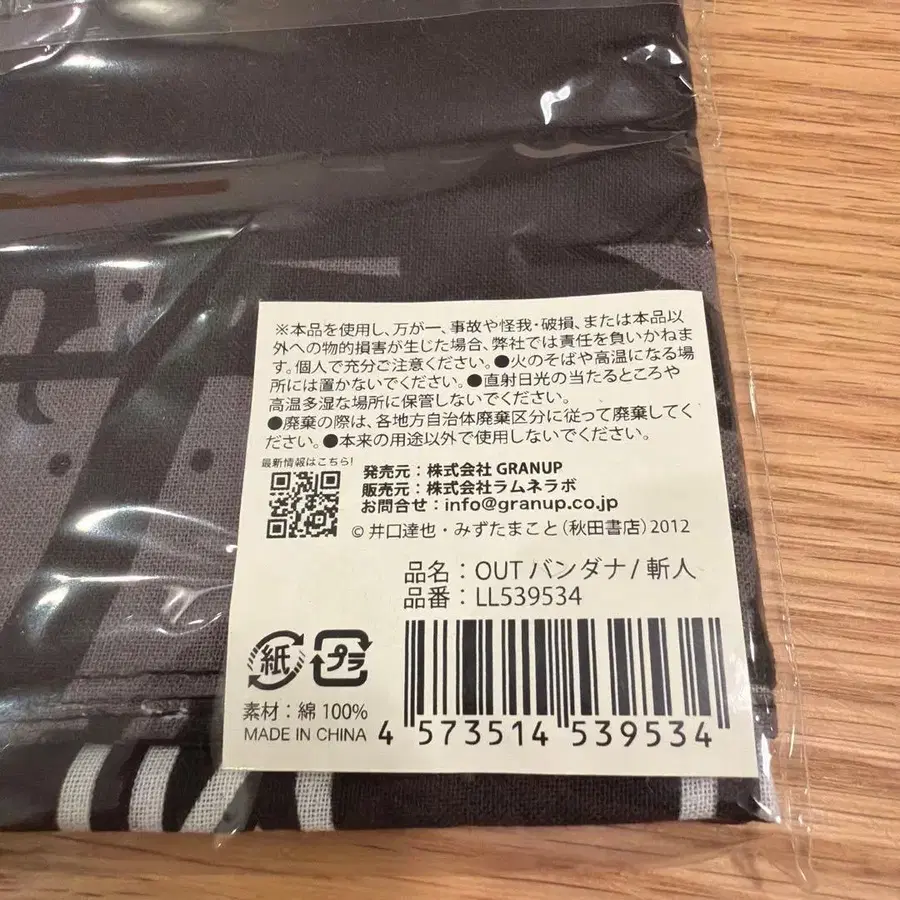 ※本品を使用し、万が一、事故や怪我・破損、または本品以
外への物的損害が生じた場合、弊社では責任を負いかねま
す。個人で充分ご注意ください。●火のそばや高温になる場
所には置かないでください。●直射日光の当たるところや
高温多湿な場所に保管しないでください。
●廃棄の際は、各地方自治体廃棄区分に従って廃棄してく
ださい。●本来の用途以外で使用しないでください。
最新情報はこちら!
発売元：株式会社 GRANUP
販売元：株式会社ラムネラボ
お問合せ：info@granup.co.jp
© 井口達也・みずたまこと（秋田書店）2012
品名：OUT バンダナ / 斬人
品番：LL539534
紙
プラ
素材：綿 100%
MADE IN CHINA
4 573514 539534